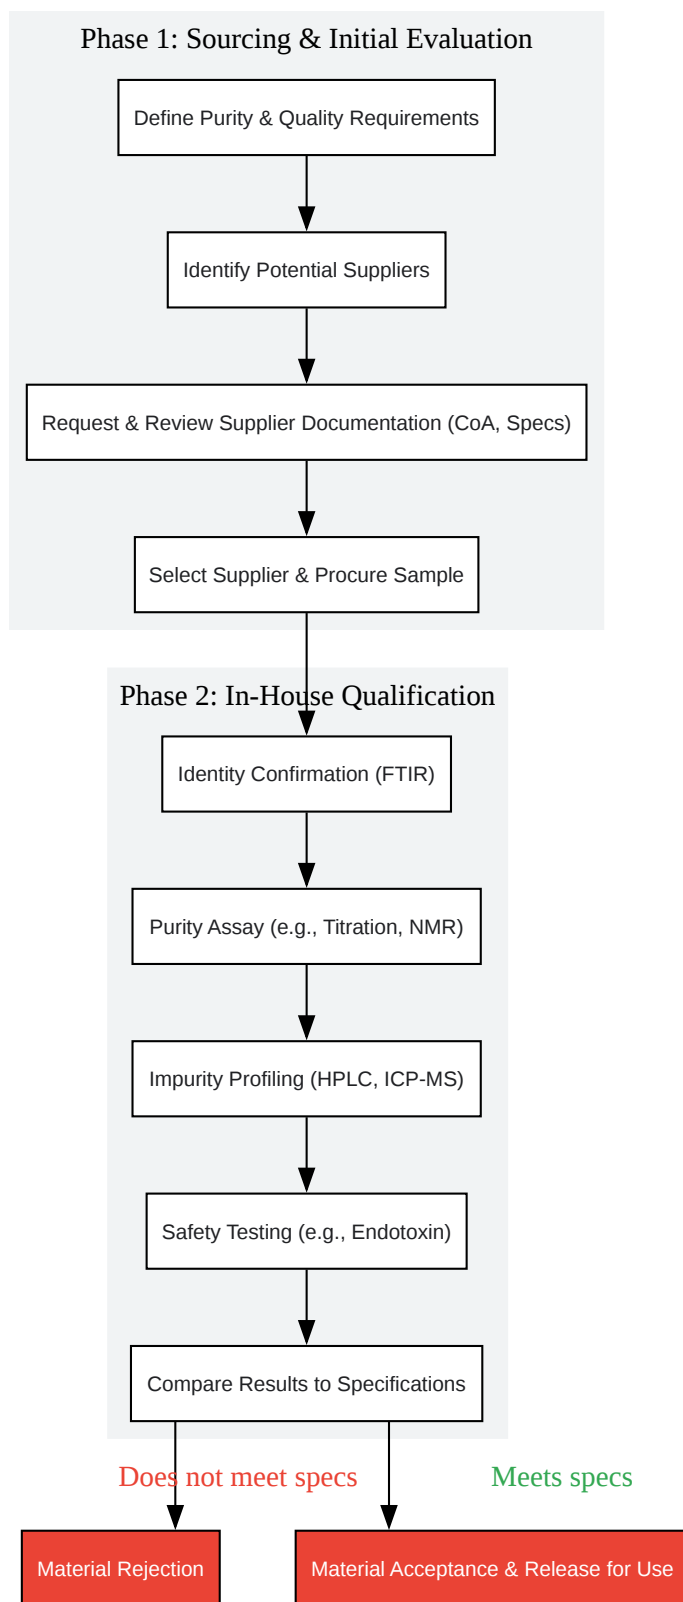 Phase 1: Sourcing & Initial Evaluation
Define Purity & Quality Requirements
Identify Potential Suppliers
Request & Review Supplier Documentation (CoA, Specs)
Select Supplier & Procure Sample
Phase 2: In-House Qualification
Identity Confirmation (FTIR)
Purity Assay (e.g., Titration, NMR)
Impurity Profiling (HPLC, ICP-MS)
Safety Testing (e.g., Endotoxin)
Compare Results to Specifications
Does not meet specs
Meets specs
Material Rejection
Material Acceptance & Release for Use